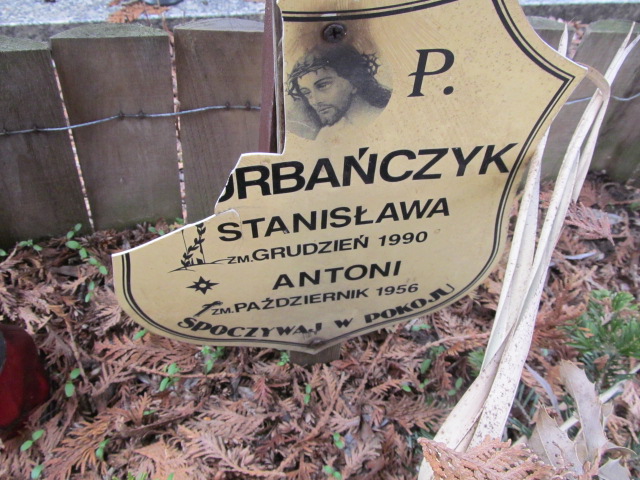 P.
URBAŃCZYK
STANISŁAWA
ZM. GRUDZIEŃ 1990
ANTONI
ZM. PAŹDZIERNIK 1956
SPOCZYWAJ W POKOJU